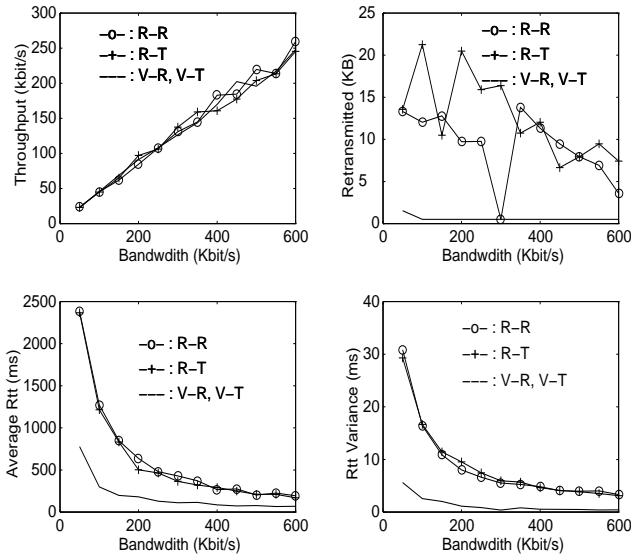 300
250
200
150
100
50
0
Throughput (kbit/s)
–o– : R–R
–+– : R–T
–– : V–R, V–T
0 200 400 600
Bandwdith (Kbit/s)
25
20
15
10
5
0
Retransmitted (KB)
–o– : R–R
–+– : R–T
–– : V–R, V–T
0 200 400 600
Bandwdith (Kbit/s)
2500
2000
1500
1000
500
0
Average Rtt (ms)
–o– : R–R
–+– : R–T
–– : V–R, V–T
0 200 400 600
Bandwdith (Kbit/s)
40
30
20
10
0
Rtt Variance (ms)
–o– : R–R
–+– : R–T
–– : V–R, V–T
0 200 400 600
Bandwdith (Kbit/s)